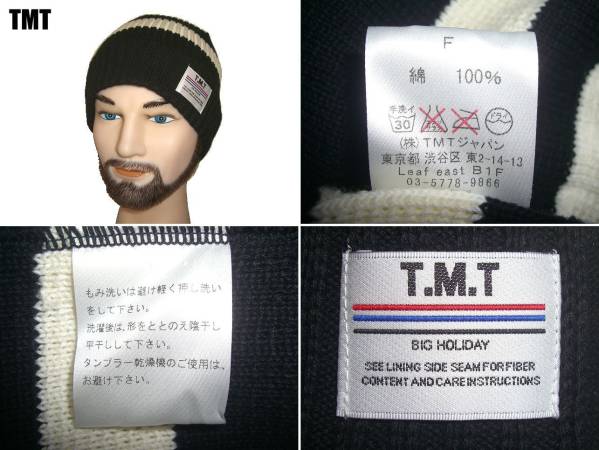 TMT
T.M.T
F
綿 100%
手洗イ
30
ドライ
(株)TMTジャパン
東京都 渋谷区 東2-14-13
Leaf east B1F
03-5778-9866
もみ洗いは避け軽く押し洗い
をして下さい。
洗濯後は、形をととのえ陰干し
平干しして下さい。
タンブラー乾燥機のご使用は、
お避け下さい。
T.M.T
BIG HOLIDAY
SEE LINING SIDE SEAM FOR FIBER
CONTENT AND CARE INSTRUCTIONS